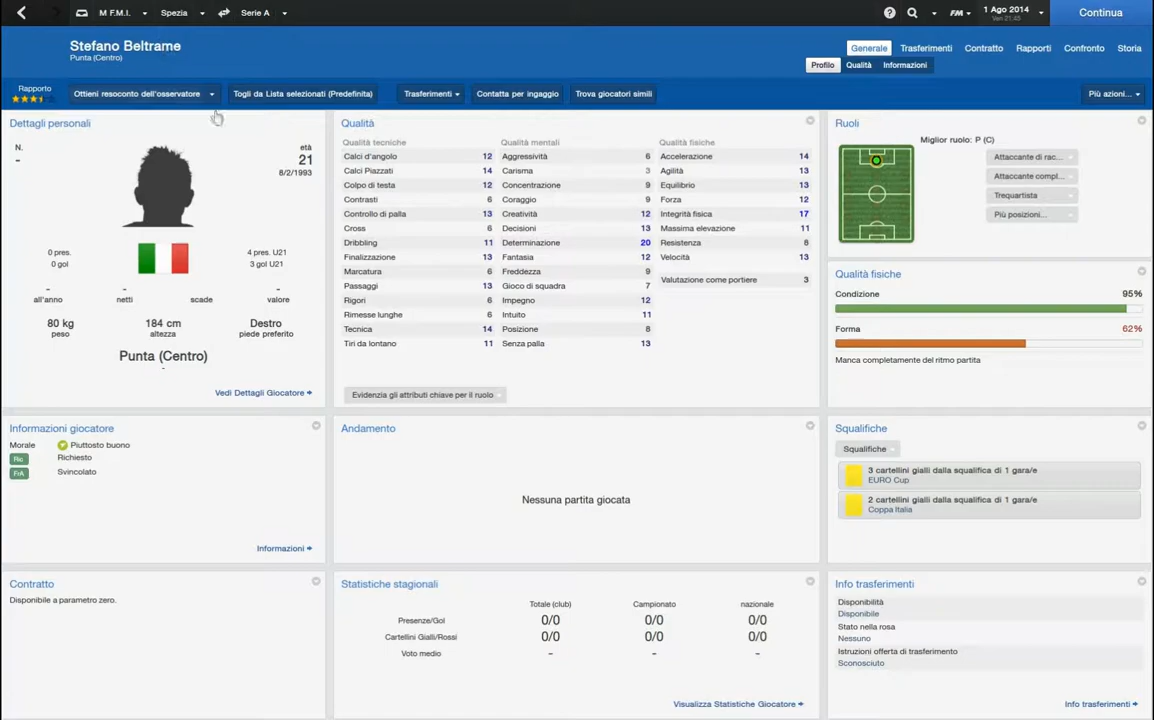 M F.M.I. Spezia Serie A
1 Ago 2014
Ven 21:45
FM Continua
Stefano Beltrame
Punta (Centro)
Generale Trasferimenti Contratto Rapporti Confronto Storia
Profilo Qualità Informazioni
Rapporto
Ottieni resoconto dell'osservatore Togli da Lista selezionati (Predefinita) Trasferimenti Contatta per ingaggio Trova giocatori simili Più azioni...
Dettagli personali
N.
-
età
21
8/2/1993
0 pres.
0 gol
4 pres. U21
3 gol U21
- - -
all'anno netti scade valore
80 kg 184 cm Destro
peso altezza piede preferito
Punta (Centro)
-
Vedi Dettagli Giocatore
Qualità
Qualità tecniche Qualità mentali Qualità fisiche
Calci d'angolo 12 Aggressività 6 Accelerazione 14
Calci Piazzati 14 Carisma 3 Agilità 13
Colpo di testa 12 Concentrazione 9 Equilibrio 13
Contrasti 6 Coraggio 9 Forza 12
Controllo di palla 13 Creatività 12 Integrità fisica 17
Cross 6 Decisioni 13 Massima elevazione 11
Dribbling 11 Determinazione 20 Resistenza 8
Finalizzazione 13 Fantasia 12 Velocità 13
Marcatura 6 Freddezza 9
Valutazione come portiere 3
Passaggi 13 Gioco di squadra 7
Rigori 6 Impegno 12
Rimesse lunghe 6 Intuito 11
Tecnica 14 Posizione 8
Tiri da lontano 11 Senza palla 13
Evidenzia gli attributi chiave per il ruolo
Ruoli
Miglior ruolo: P (C)
Attaccante di rac...
Attaccante compl...
Trequartista
Più posizioni...
Qualità fisiche
Condizione 95%
Forma 62%
Manca completamente del ritmo partita
Informazioni giocatore
Morale Piuttosto buono
Ric Richiesto
FrA Svincolato
Informazioni
Andamento
Nessuna partita giocata
Squalifiche
Squalifiche
3 cartellini gialli dalla squalifica di 1 gara/e
EURO Cup
2 cartellini gialli dalla squalifica di 1 gara/e
Coppa Italia
Contratto
Disponibile a parametro zero.
Statistiche stagionali
Totale (club) Campionato nazionale
Presenze/Gol 0/0 0/0 0/0
Cartellini Gialli/Rossi 0/0 0/0 0/0
Voto medio - - -
Visualizza Statistiche Giocatore
Info trasferimenti
Disponibilità
Disponibile
Stato nella rosa
Nessuno
Istruzioni offerta di trasferimento
Sconosciuto
Info trasferimenti